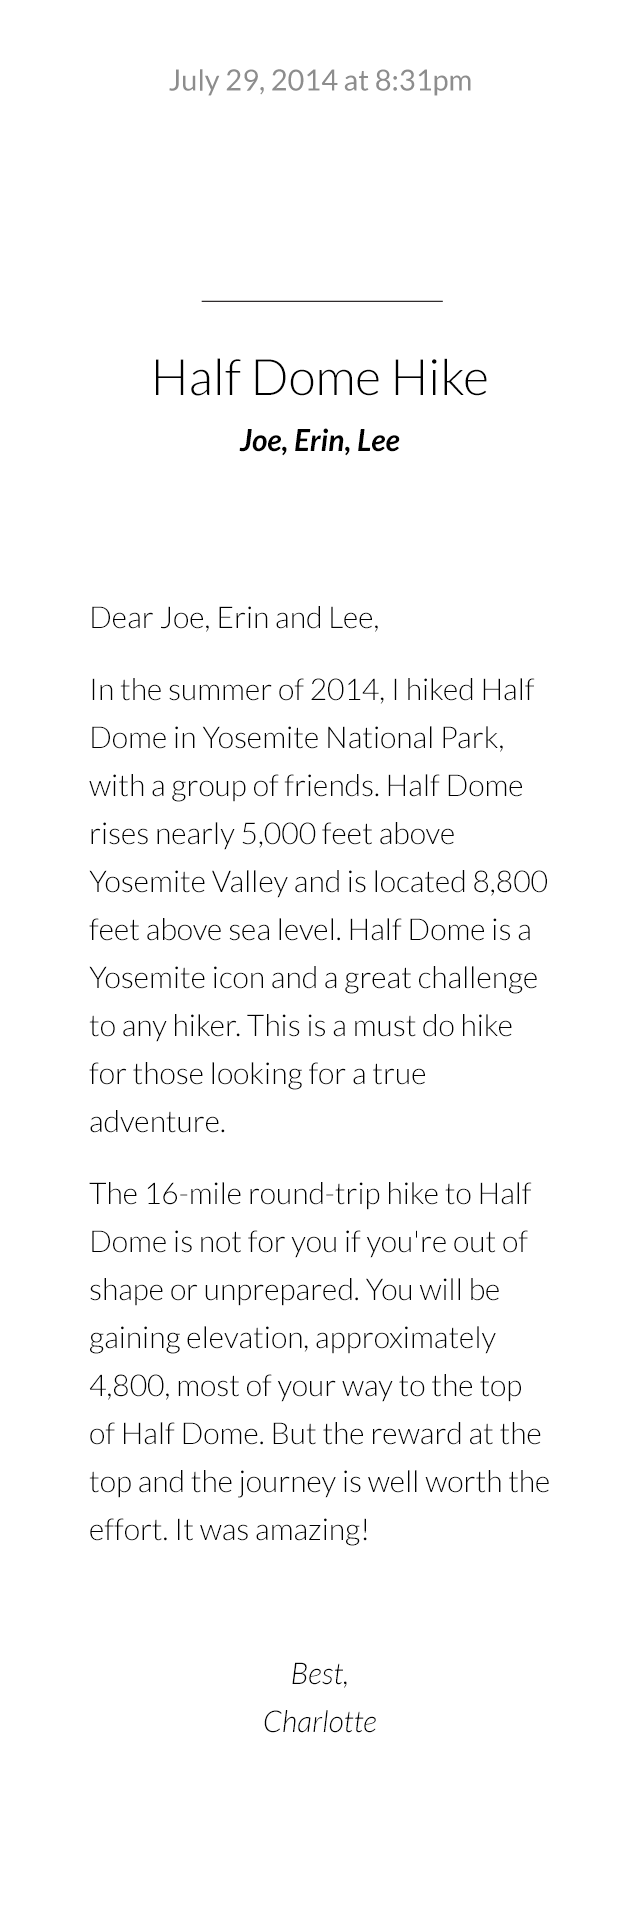 July 29, 2014 at 8:31pm
Half Dome Hike
Joe, Erin, Lee
Dear Joe, Erin and Lee,
In the summer of 2014, I hiked Half
Dome in Yosemite National Park,
with a group of friends. Half Dome
rises nearly 5,000 feet above
Yosemite Valley and is located 8,800
feet above sea level. Half Dome is a
Yosemite icon and a great challenge
to any hiker. This is a must do hike
for those looking for a true
adventure.
The 16-mile round-trip hike to Half
Dome is not for you if you're out of
shape or unprepared. You will be
gaining elevation, approximately
4,800, most of your way to the top
of Half Dome. But the reward at the
top and the journey is well worth the
effort. It was amazing!
Best,
Charlotte